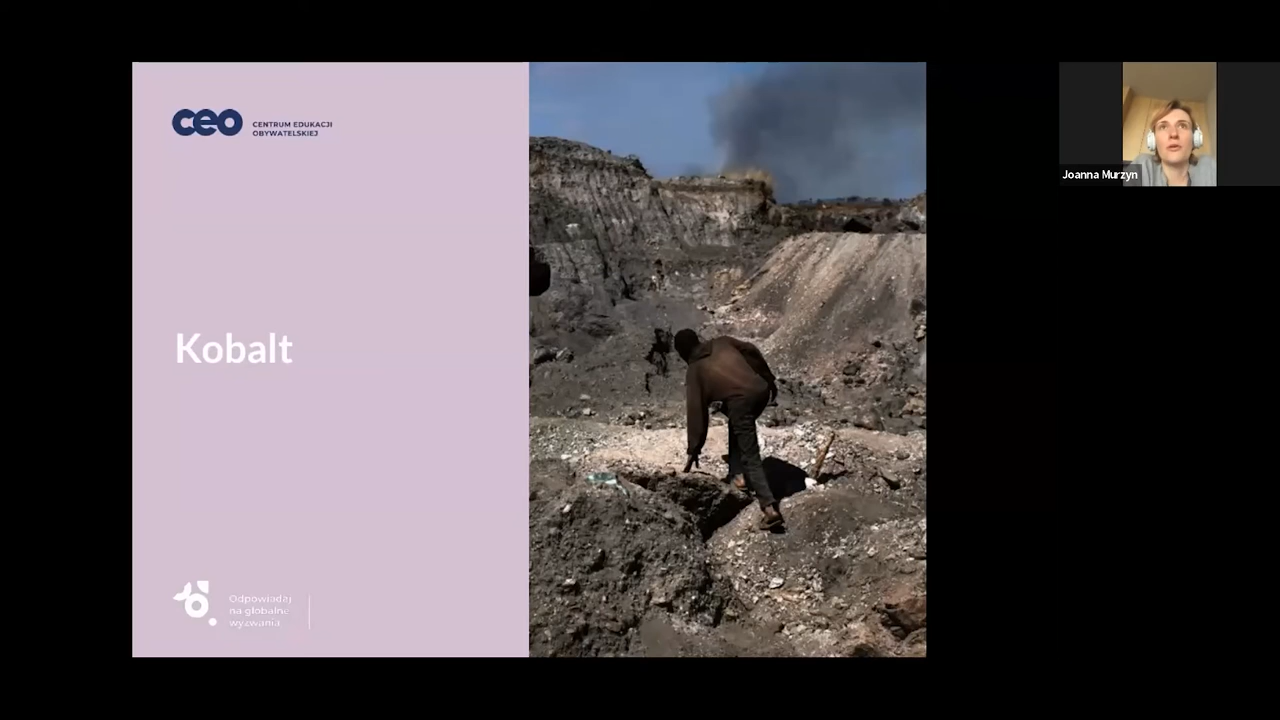 ceo
CENTRUM EDUKACJI
OBYWATELSKIEJ
Kobalt
Odpowiadaj
na globalne
wyzwania
Joanna Murzyn